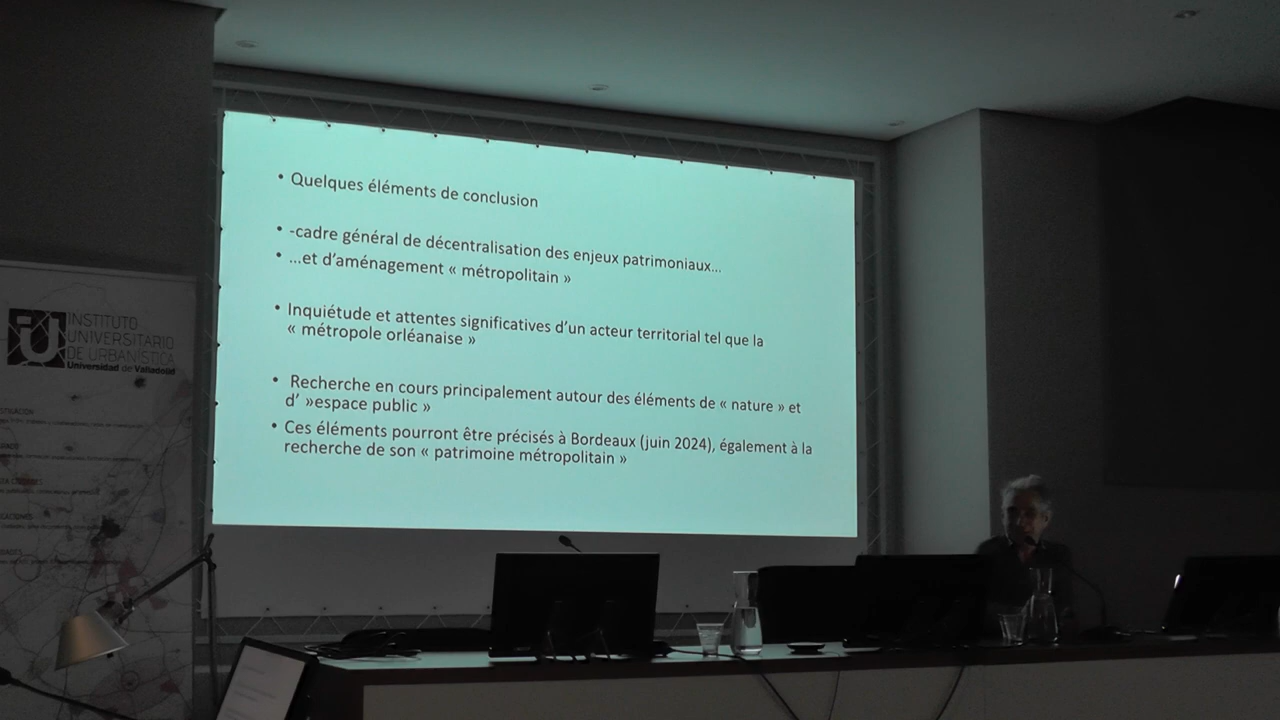 • Quelques éléments de conclusion
• -cadre général de décentralisation des enjeux patrimoniaux...
• ...et d'aménagement « métropolitain »
• Inquiétude et attentes significatives d'un acteur territorial tel que la
« métropole orléanaise »
• Recherche en cours principalement autour des éléments de « nature » et
d' »espace public »
• Ces éléments pourront être précisés à Bordeaux (juin 2024), également à la
recherche de son « patrimoine métropolitain »
iU
INSTITUTO
UNIVERSITARIO
DE URBANÍSTICA
Universidad de Valladolid